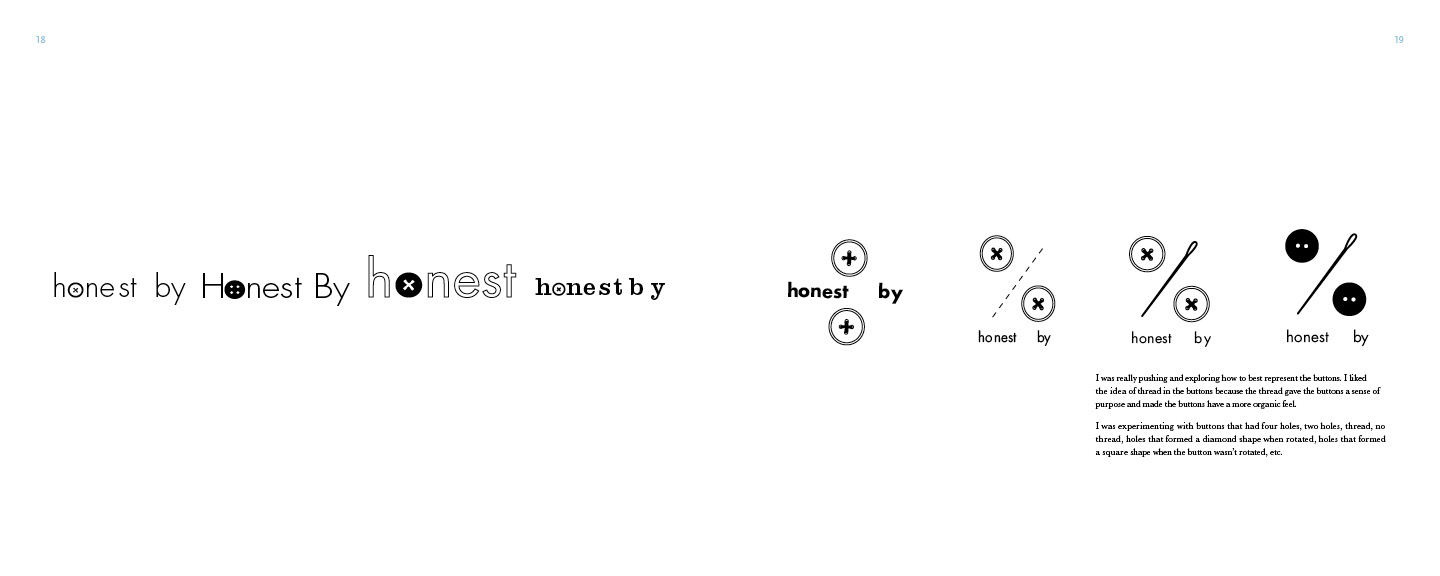 18
19
honest by
Honest By
honest
honest by
honest by
honest by
honest by
honest by
I was really pushing and exploring how to best represent the buttons. I liked
the idea of thread in the buttons because the thread gave the buttons a sense of
purpose and made the buttons have a more organic feel.
I was experimenting with buttons that had four holes, two holes, thread, no
thread, holes that formed a diamond shape when rotated, holes that formed
a square shape when the button wasn't rotated, etc.